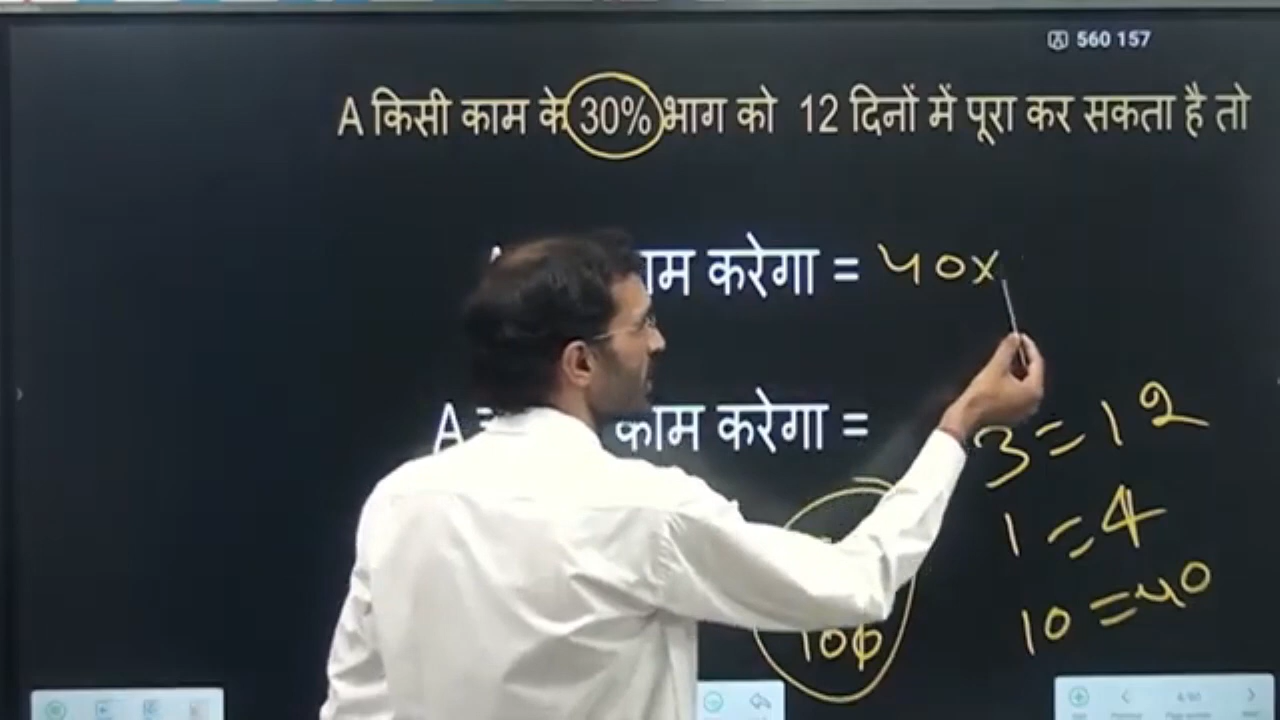 560 157
A किसी काम के 30% भाग को 12 दिनों में पूरा कर सकता है तो
करेगा = 40x
A काम करेगा =
3 = 12
1 = 4
10 = 40
100